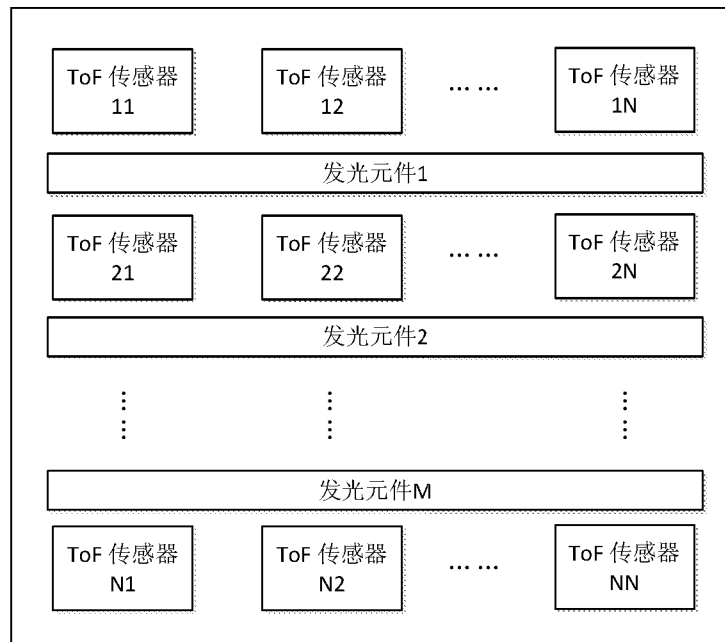 ToF 传感器 ToF 传感器 ToF 传感器
11 12 …… 1N
发光元件1
ToF 传感器 ToF 传感器 ToF 传感器
21 22 …… 2N
发光元件2
发光元件M
ToF 传感器 ToF 传感器 ToF 传感器
N1 N2 …… NN